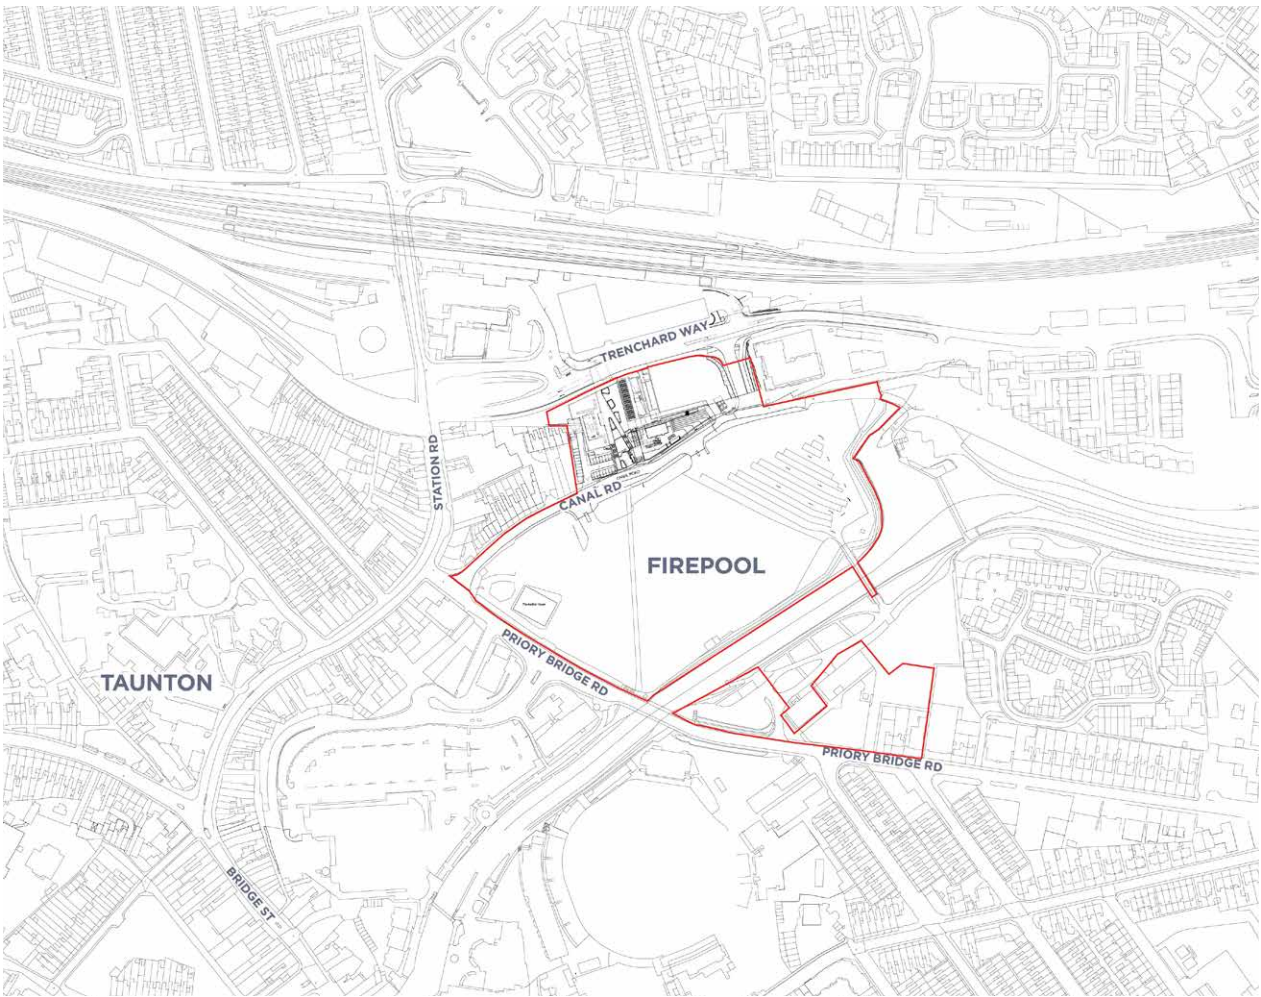 TRENCHARD WAY
STATION RD
CANAL RD
FIREPOOL
PRIORY BRIDGE RD
TAUNTON
PRIORY BRIDGE RD
BRIDGE ST